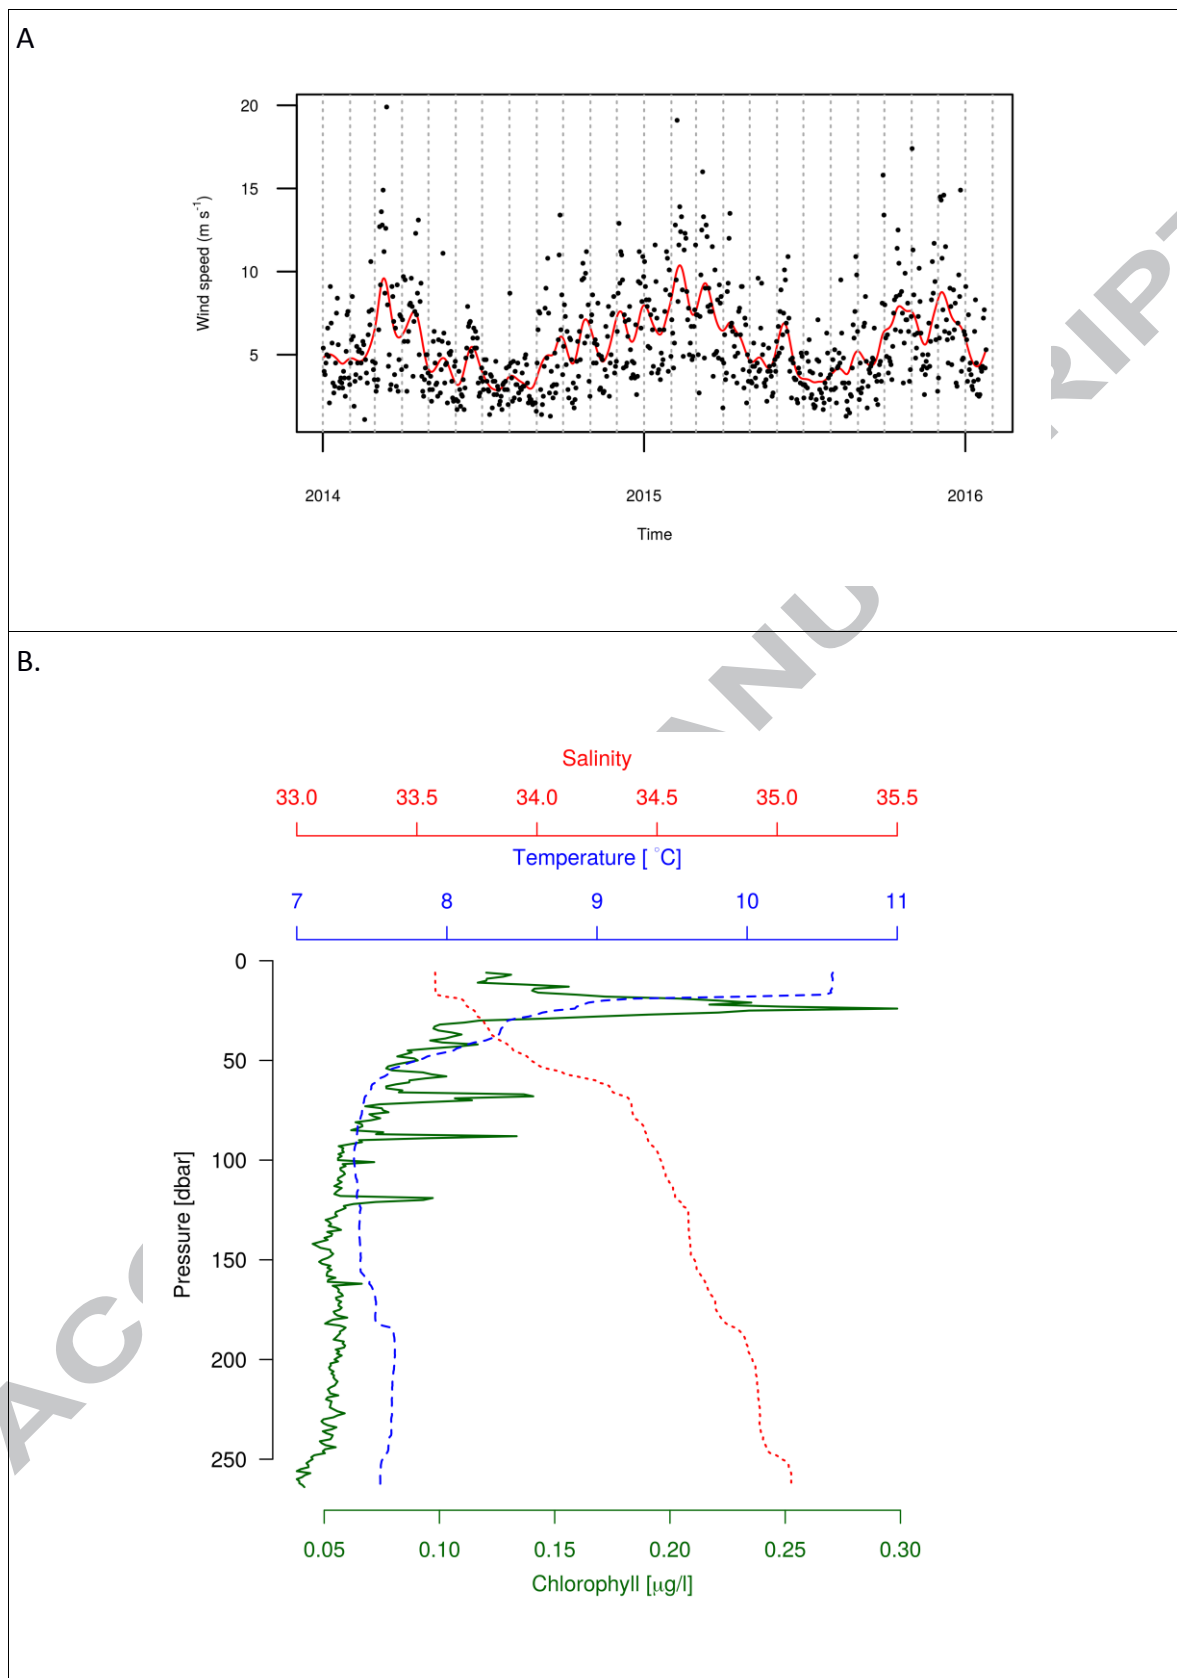 A
20
15
10
5
Wind speed (m s-1)
2014 2015 2016
Time
B.
Salinity
33.0 33.5 34.0 34.5 35.0 35.5
Temperature [ °C]
7 8 9 10 11
0
50
100
150
200
250
Pressure [dbar]
0.05 0.10 0.15 0.20 0.25 0.30
Chlorophyll [µg/l]